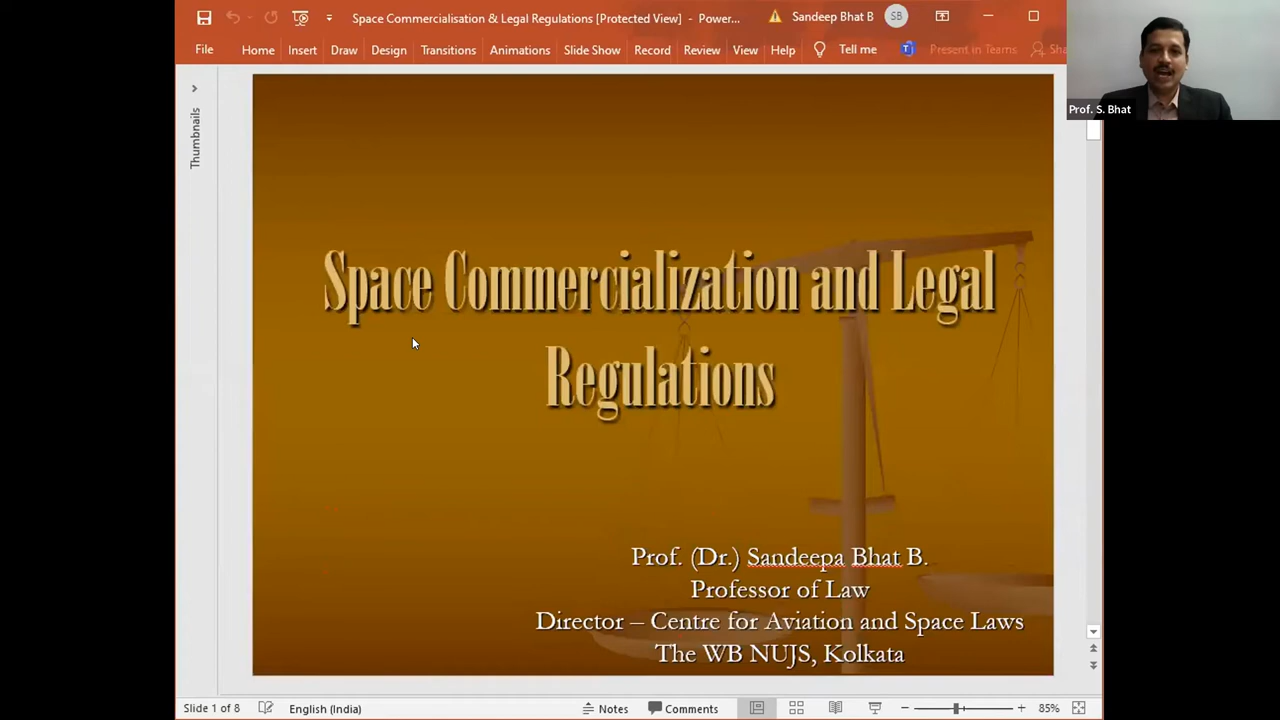 Space Commercialisation & Legal Regulations [Protected View] - Power...
Sandeep Bhat B
SB
File
Home
Insert
Draw
Design
Transitions
Animations
Slide Show
Record
Review
View
Help
Tell me
Present in Teams
Sha
Prof. S. Bhat
Thumbnails
Space Commercialization and Legal
Regulations
Prof. (Dr.) Sandeepa Bhat B.
Professor of Law
Director – Centre for Aviation and Space Laws
The WB NUJS, Kolkata
Slide 1 of 8
English (India)
Notes
Comments
85%